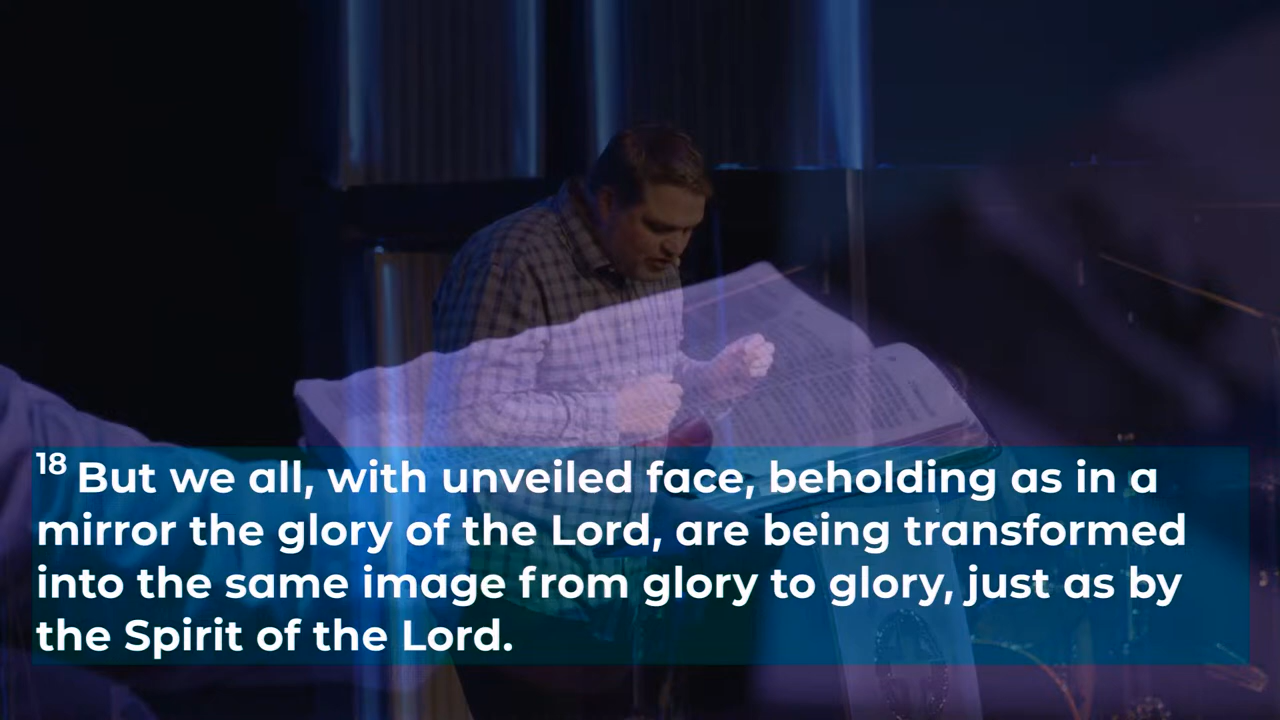 18 But we all, with unveiled face, beholding as in a
mirror the glory of the Lord, are being transformed
into the same image from glory to glory, just as by
the Spirit of the Lord.